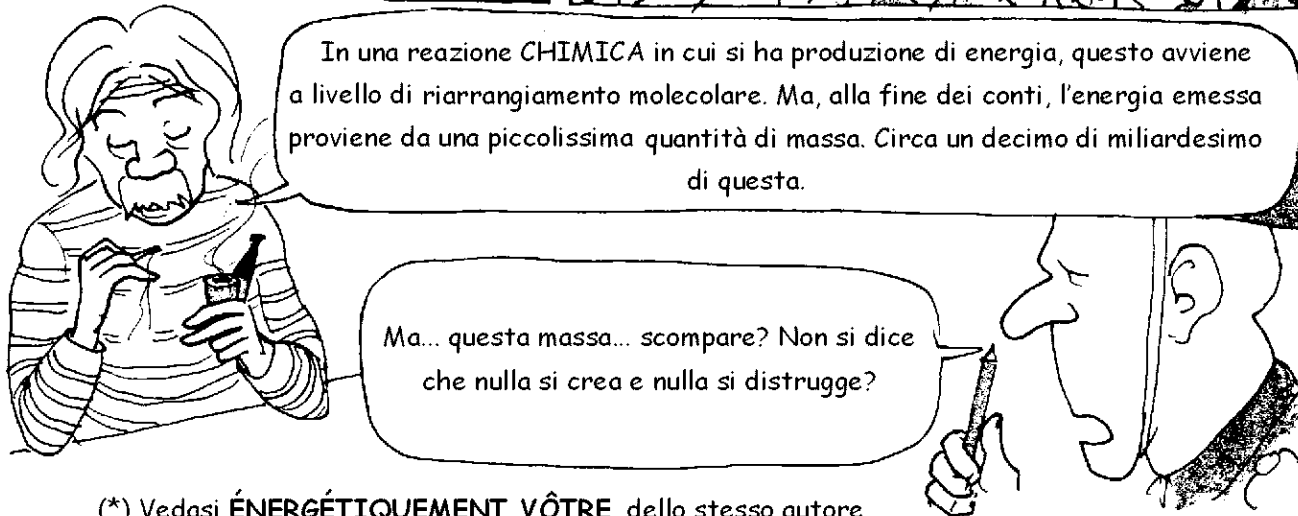 In una reazione CHIMICA in cui si ha produzione di energia, questo avviene
a livello di riarrangiamento molecolare. Ma, alla fine dei conti, l'energia emessa
proviene da una piccolissima quantità di massa. Circa un decimo di miliardesimo
di questa.
Ma... questa massa... scompare? Non si dice
che nulla si crea e nulla si distrugge?
(*) Vedasi ÉNERGÉTIQUEMENT VÔTRE, dello stesso autore